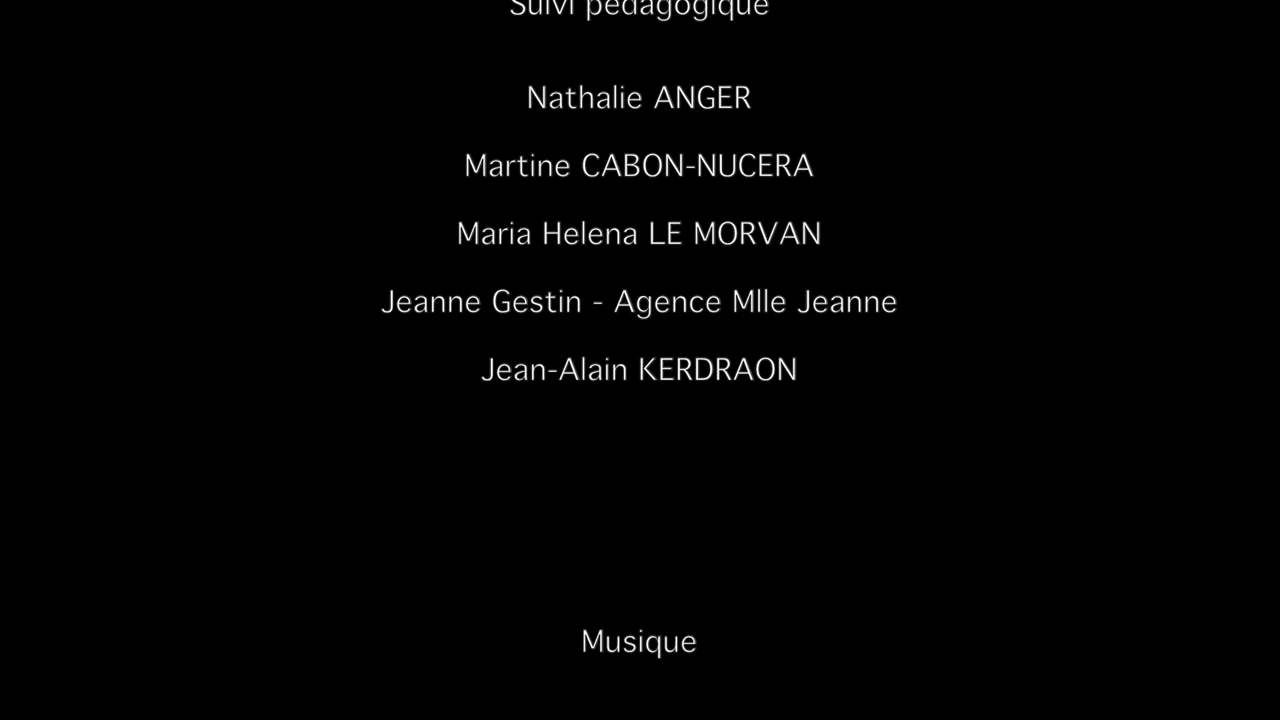 Suivi pédagogique
Nathalie ANGER
Martine CABON-NUCERA
Maria Helena LE MORVAN
Jeanne Gestin - Agence Mlle Jeanne
Jean-Alain KERDRAON
Musique